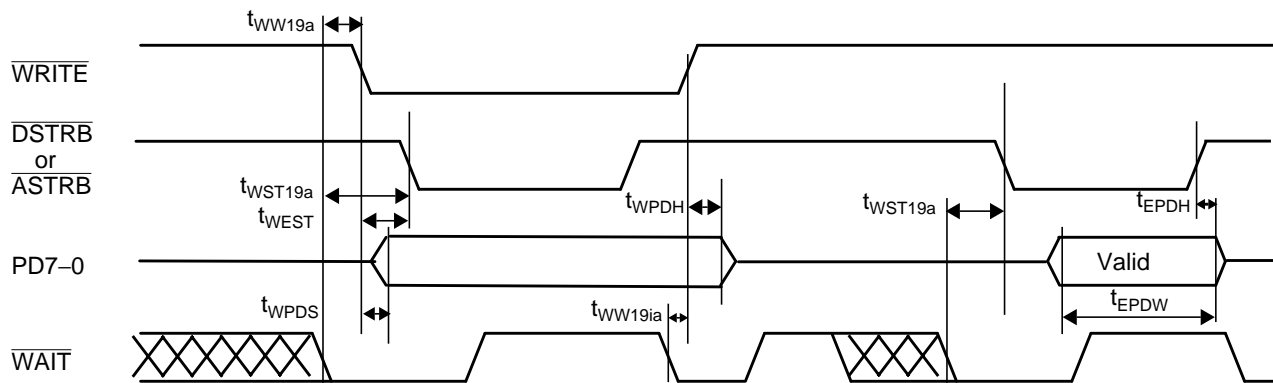 tWW19a
WRITE
DSTRB
or
ASTRB
tWST19a
tWEST
tWPDH
tWST19a
tEPDH
PD7–0
Valid
tWPDS
tWW19ia
tEPDW
WAIT